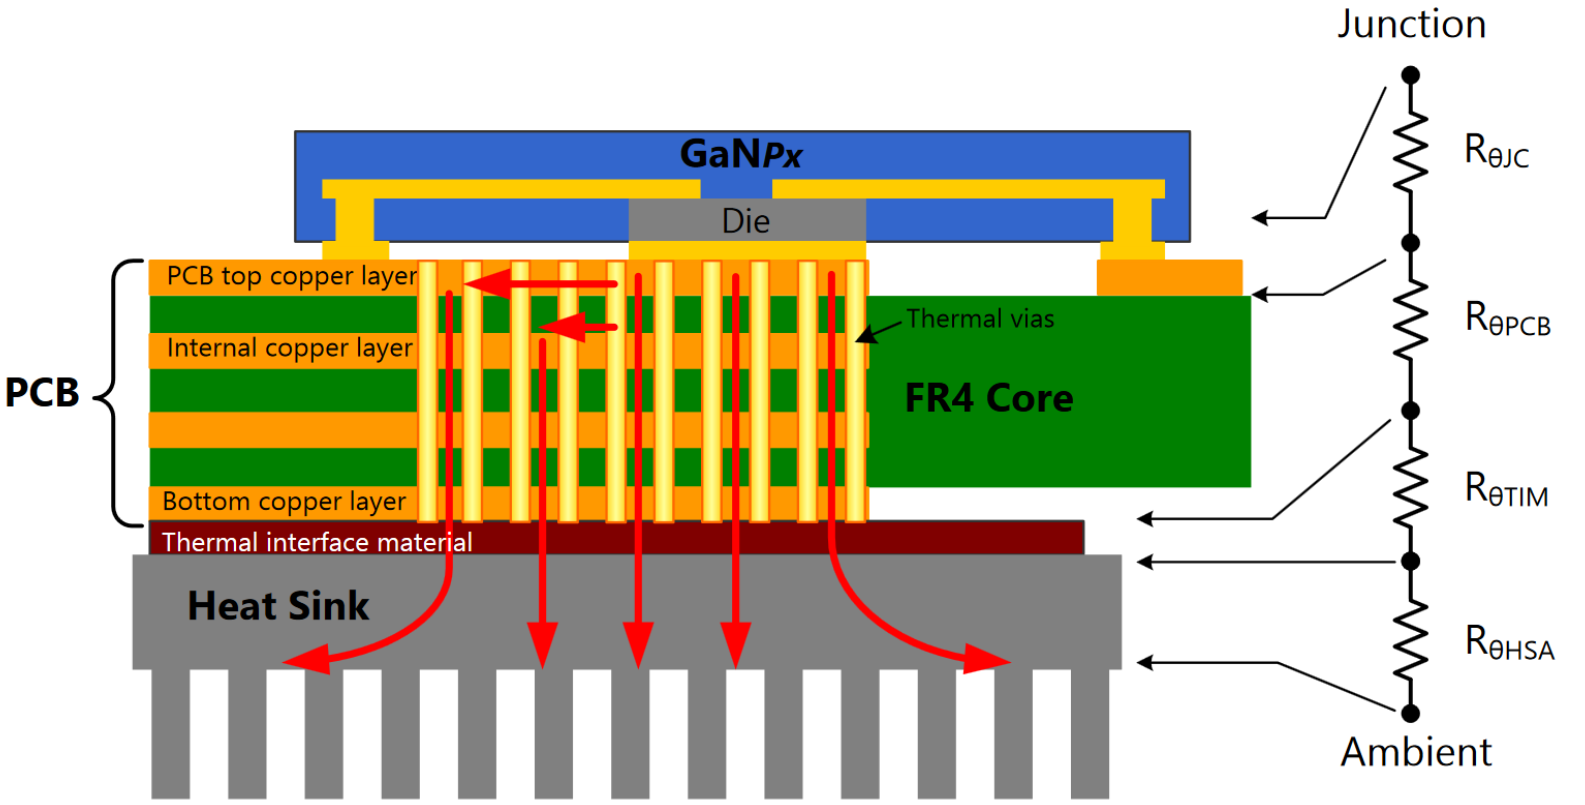 Junction
GaNPx
RθJC
Die
PCB top copper layer
Thermal vias
RθPCB
Internal copper layer
PCB
FR4 Core
Bottom copper layer
RθTIM
Thermal interface material
Heat Sink
RθHSA
Ambient